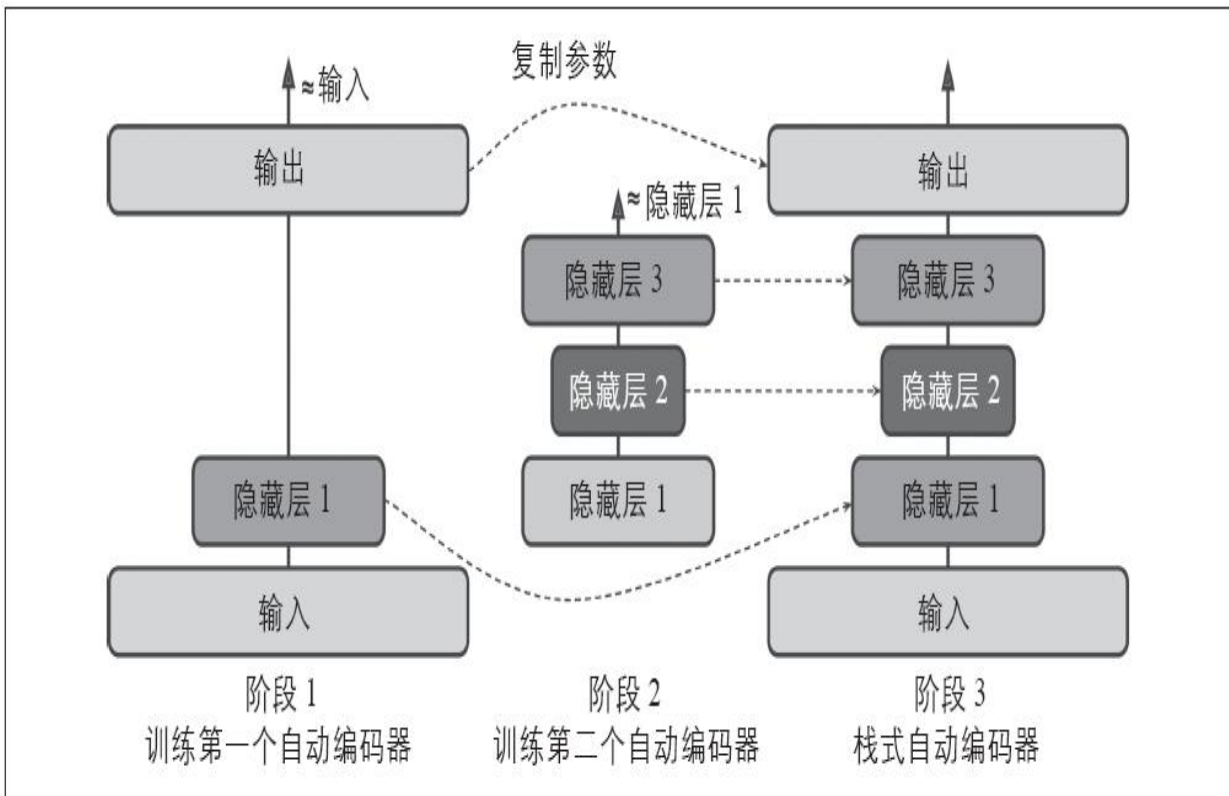 复制参数
≈输入
输出
输出
≈隐藏层 1
隐藏层 3
隐藏层 3
隐藏层 2
隐藏层 2
隐藏层 1
隐藏层 1
隐藏层 1
输入
输入
阶段 1
训练第一个自动编码器
阶段 2
训练第二个自动编码器
阶段 3
栈式自动编码器